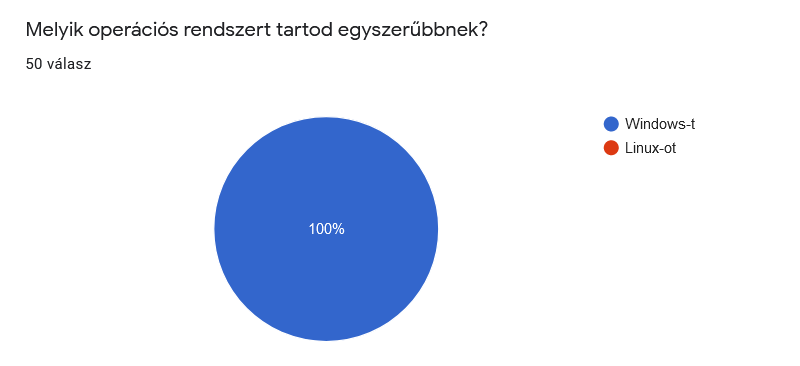 Melyik operációs rendszert tartod egyszerűbbnek?
50 válasz
Windows-t
Linux-ot
100%